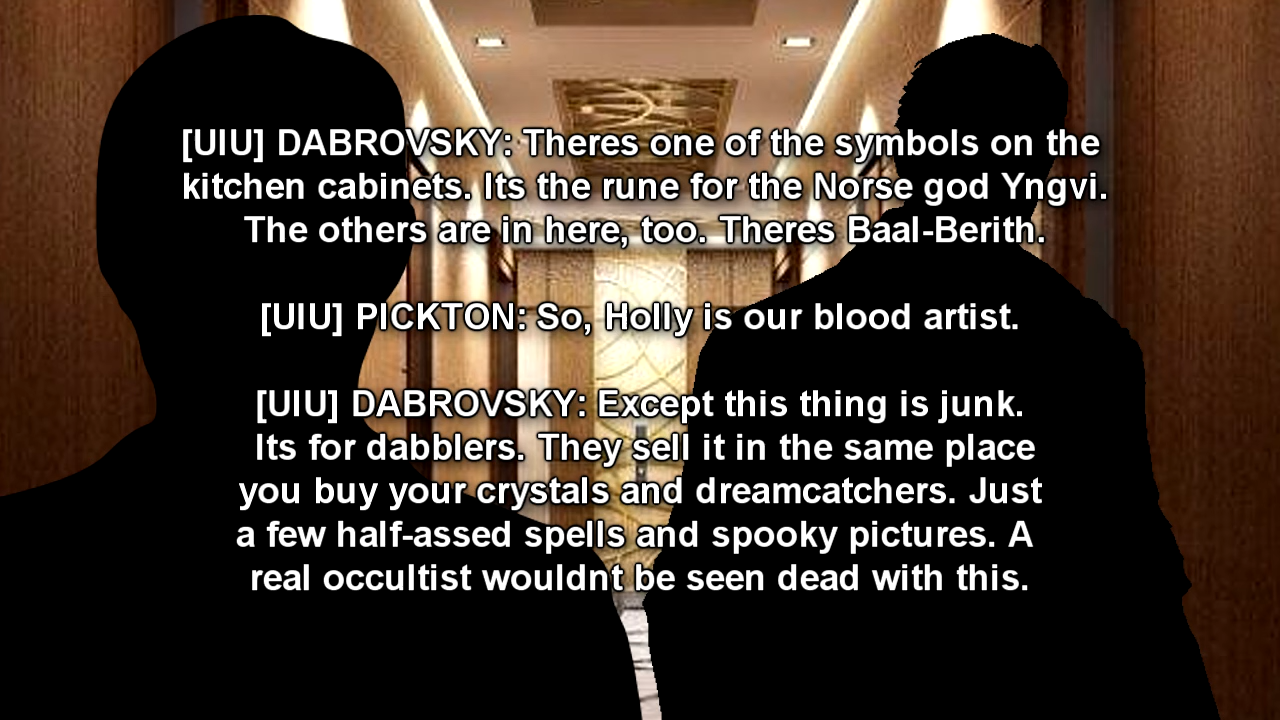 [UIU] DABROVSKY: Theres one of the symbols on the
kitchen cabinets. Its the rune for the Norse god Yngvi.
The others are in here, too. Theres Baal-Berith.
[UIU] PICKTON: So, Holly is our blood artist.
[UIU] DABROVSKY: Except this thing is junk.
Its for dabblers. They sell it in the same place
you buy your crystals and dreamcatchers. Just
a few half-assed spells and spooky pictures. A
real occultist wouldnt be seen dead with this.